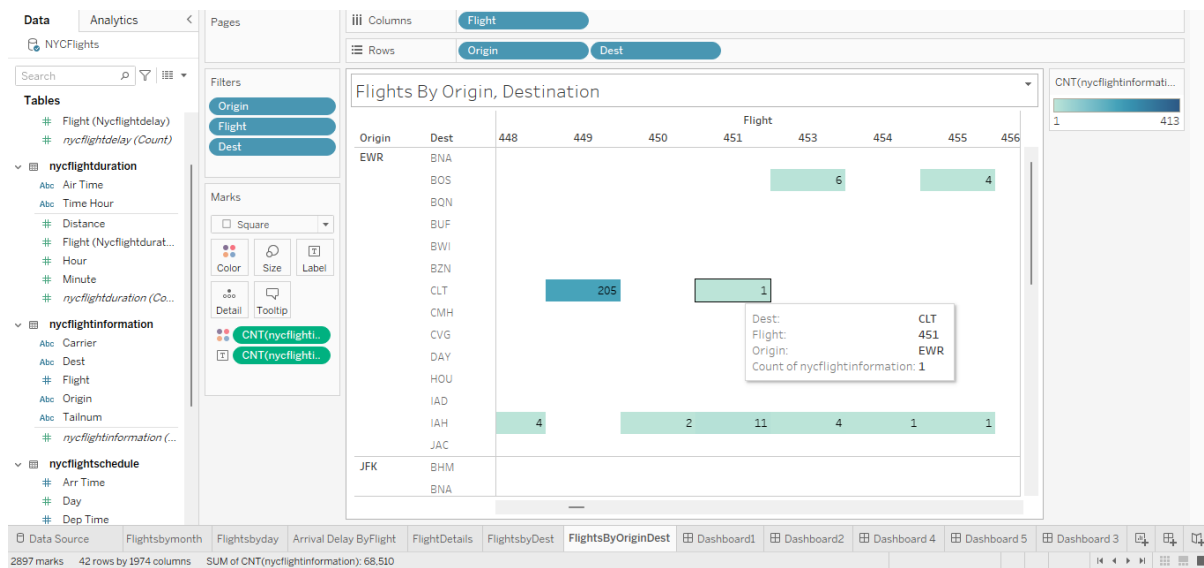 Data Analytics <
NYCFlights
Search
Tables
# Flight (Nycflightdelay)
# nycflightdelay (Count)
nycflightduration
Abc Air Time
Abc Time Hour
# Distance
# Flight (Nycflightdurat...
# Hour
# Minute
# nycflightduration (Co...
nycflightinformation
Abc Carrier
Abc Dest
# Flight
Abc Origin
Abc Tailnum
# nycflightinformation (...
nycflightschedule
# Arr Time
# Day
# Dep Time
Pages
Filters
Origin
Flight
Dest
Marks
Square
Color Size Label
Detail Tooltip
CNT(nycflighti..
CNT(nycflighti..
Columns Flight
Rows Origin Dest
Flights By Origin, Destination
Flight
Origin Dest 448 449 450 451 453 454 455 456
EWR BNA
BOS 6 4
BQN
BUF
BWI
BZN
CLT 205 1
CMH
CVG
DAY
HOU
IAD
IAH 4 2 11 4 1 1
JAC
JFK BHM
BNA
Dest: CLT
Flight: 451
Origin: EWR
Count of nycflightinformation: 1
CNT(nycflightinformati...
1 413
Data Source Flightsbymonth Flightsbyday Arrival Delay ByFlight FlightDetails FlightsbyDest FlightsByOriginDest Dashboard1 Dashboard2 Dashboard 4 Dashboard 5 Dashboard 3
2897 marks 42 rows by 1974 columns SUM of CNT(nycflightinformation): 68,510